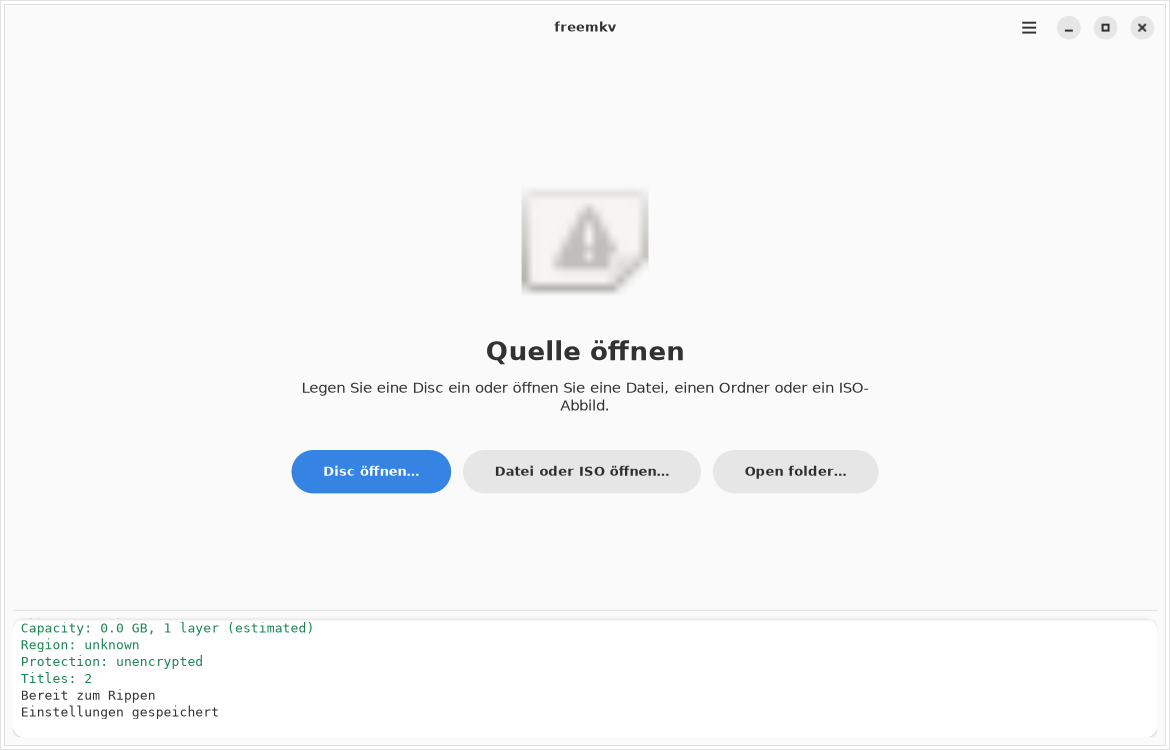 freemkv
Quelle öffnen
Legen Sie eine Disc ein oder öffnen Sie eine Datei, einen Ordner oder ein ISO-
Abbild.
Disc öffnen...
Datei oder ISO öffnen...
Open folder...
Capacity: 0.0 GB, 1 layer (estimated)
Region: unknown
Protection: unencrypted
Titles: 2
Bereit zum Rippen
Einstellungen gespeichert